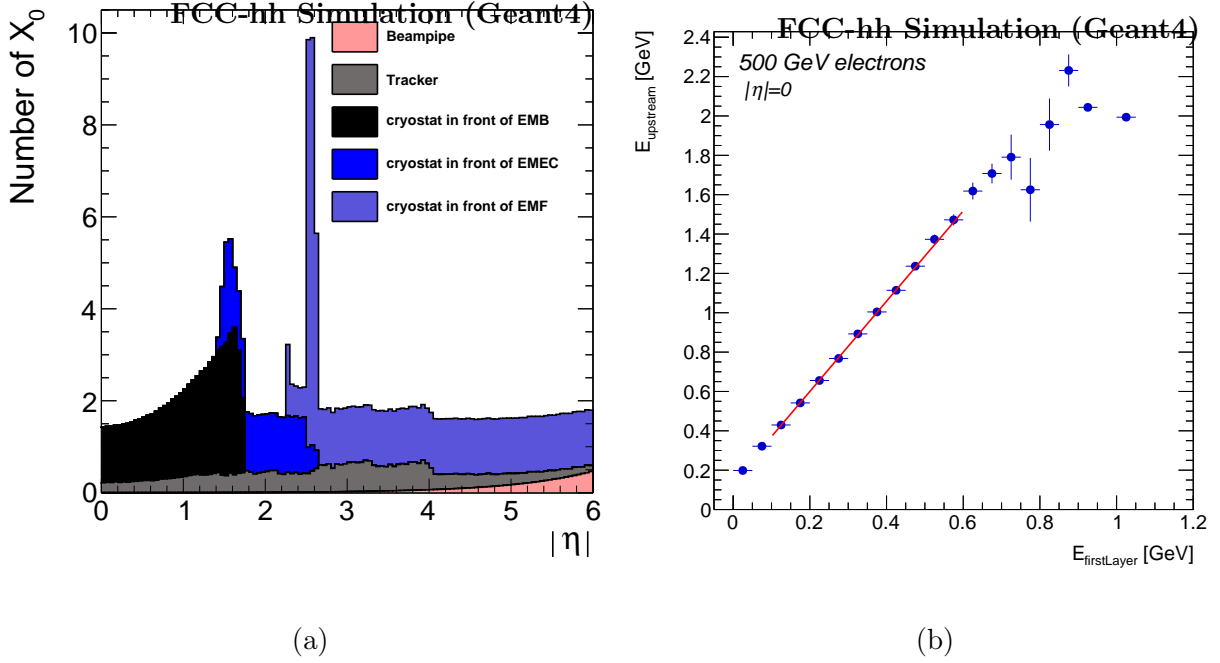 FCC-hh Simulation (Geant4)
Number of X0
10
8
6
4
2
0
Beampipe
Tracker
cryostat in front of EMB
cryostat in front of EMEC
cryostat in front of EMF
0 1 2 3 4 5 6
|η|
(a)
FCC-hh Simulation (Geant4)
Eupstream [GeV]
2.4
2.2
2
1.8
1.6
1.4
1.2
1
0.8
0.6
0.4
0.2
0
500 GeV electrons
|η|=0
0 0.2 0.4 0.6 0.8 1 1.2
EfirstLayer [GeV]
(b)